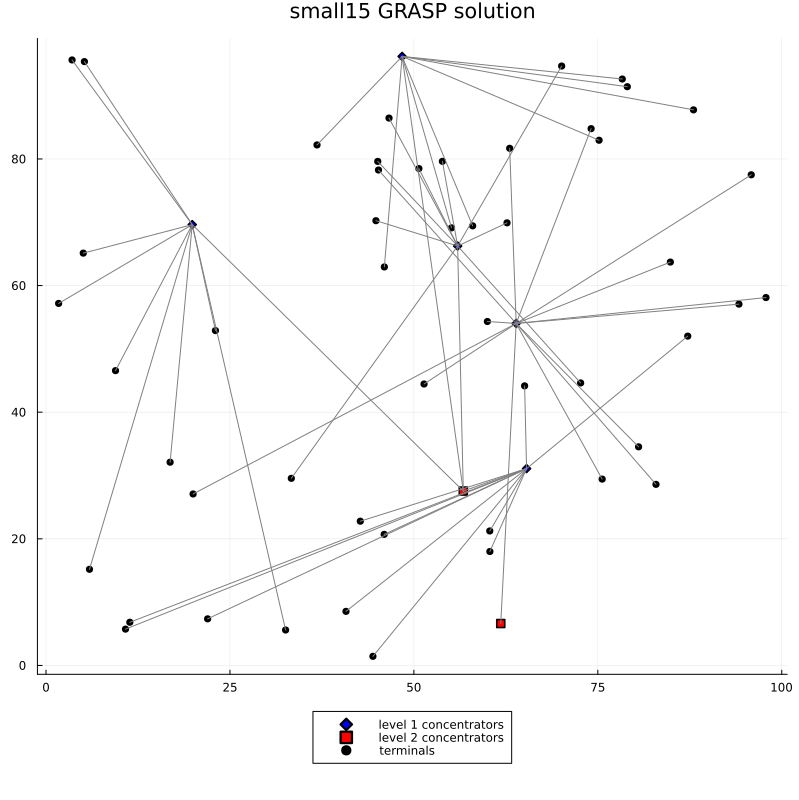 small15 GRASP solution
80
60
40
20
0
0 25 50 75 100
level 1 concentrators
level 2 concentrators
terminals